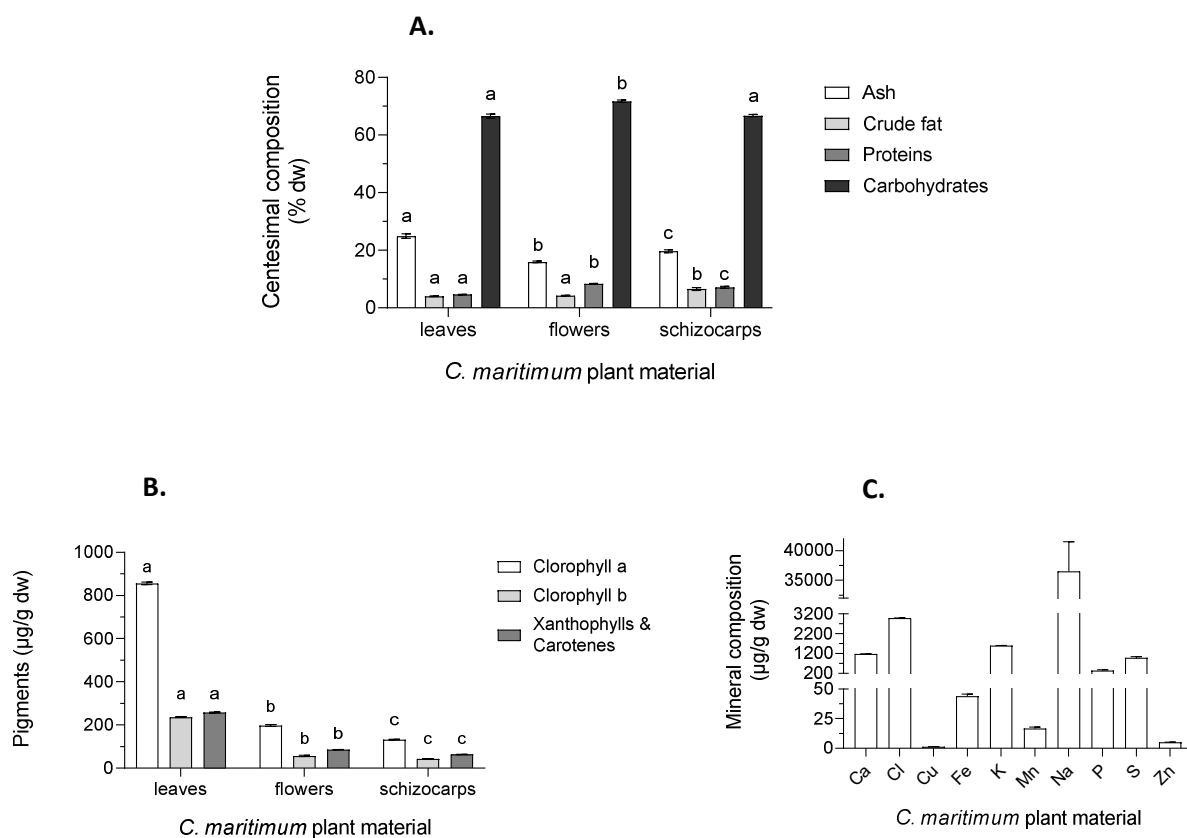 A.
Centesimal composition
(% dw)
80
60
40
20
0
a
a
a
a
b
a
b
b
c
b
c
a
leaves
flowers
schizocarps
C. maritimum plant material
Ash
Crude fat
Proteins
Carbohydrates
B.
Pigments (µg/g dw)
1000
800
600
400
200
0
a
a
a
b
b
b
c
c
c
leaves
flowers
schizocarps
C. maritimum plant material
Clorophyll a
Clorophyll b
Xanthophylls &
Carotenes
C.
Mineral composition
(µg/g dw)
40000
35000
3200
2200
1200
200
50
25
0
Ca
Cl
Cu
Fe
K
Mn
Na
P
S
Zn
C. maritimum plant material